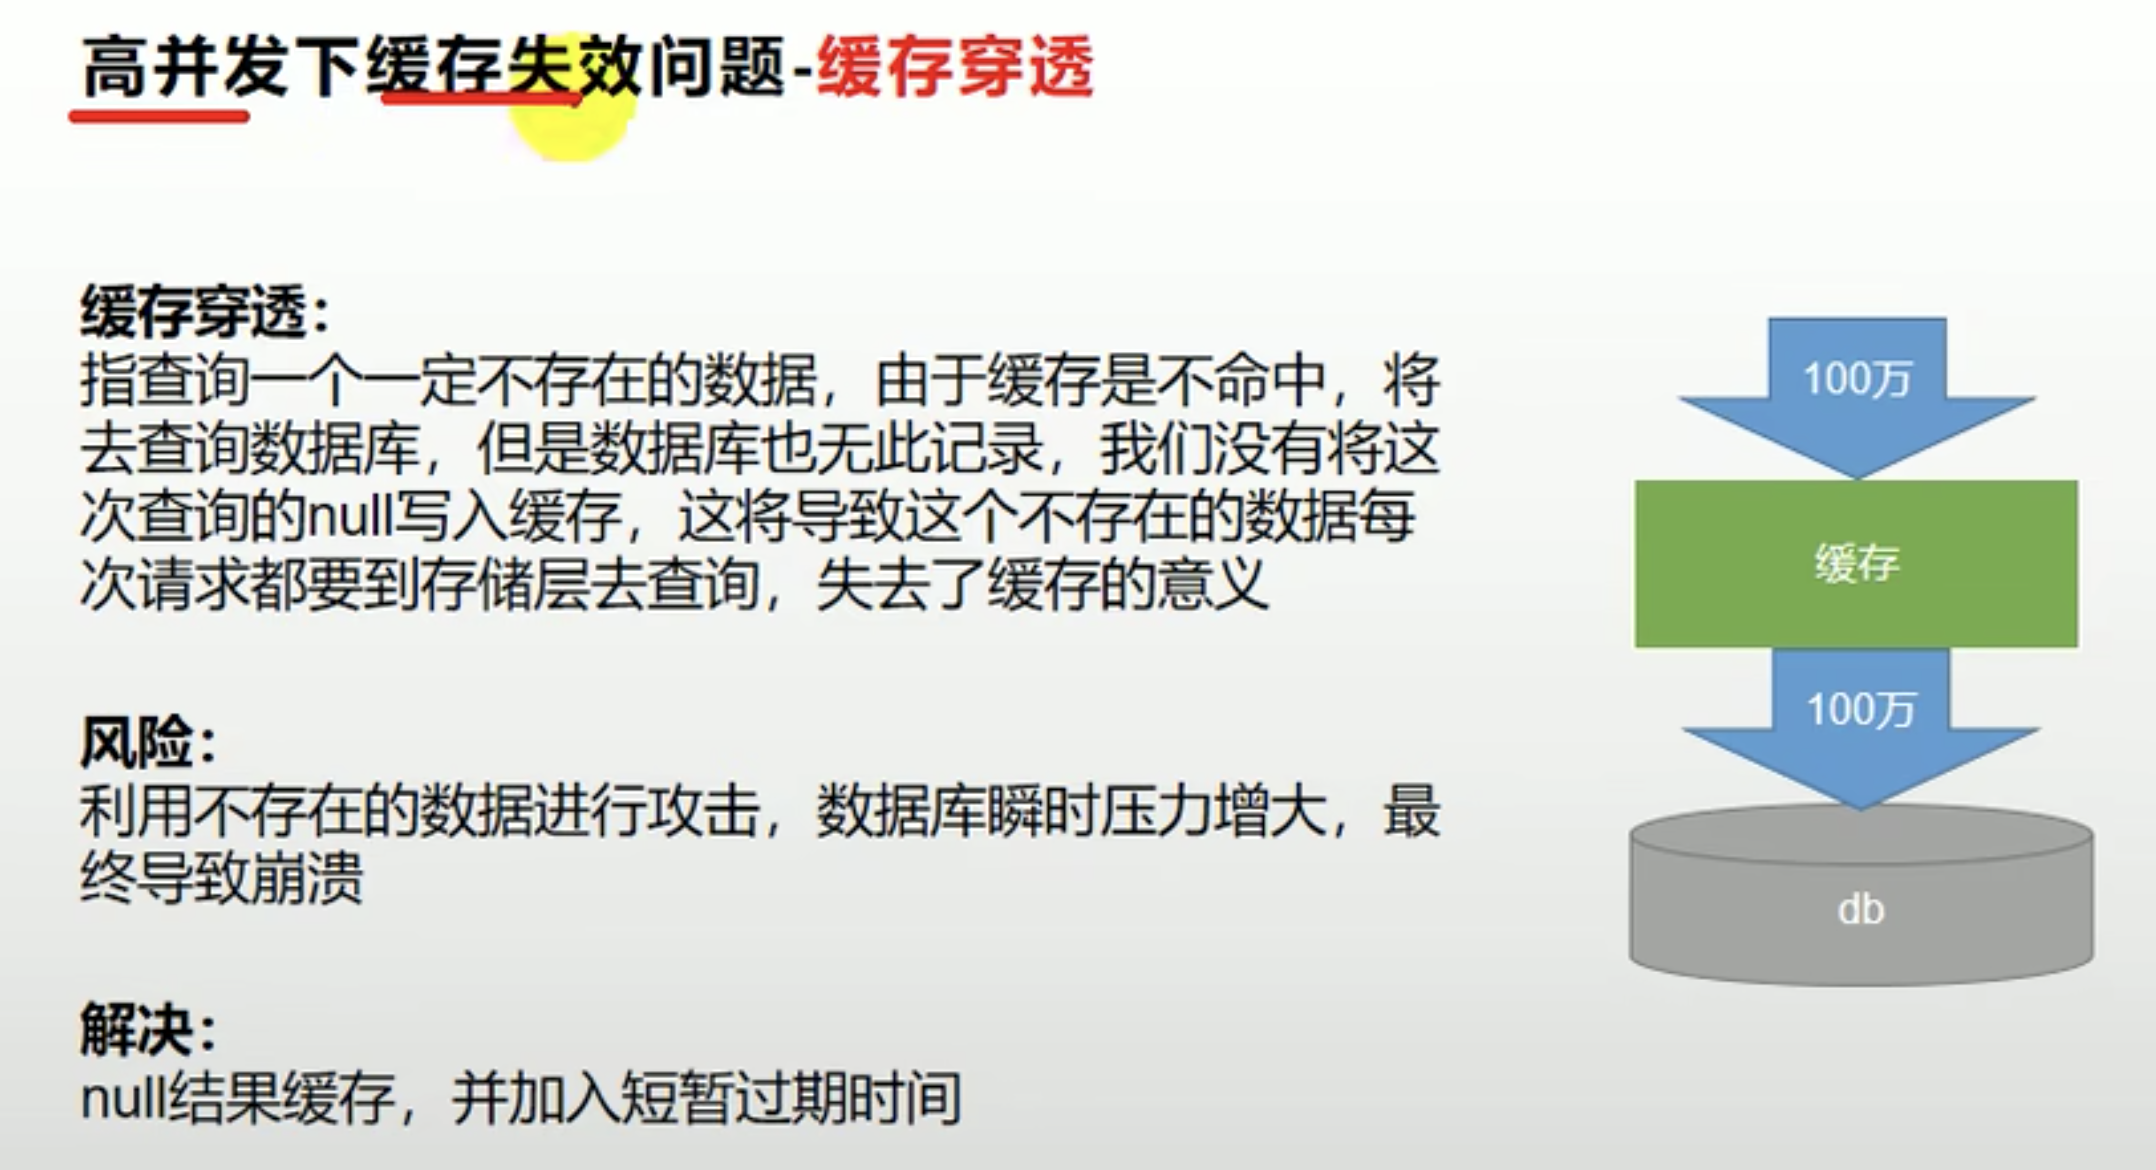 高并发下缓存失效问题-缓存穿透
缓存穿透：
指查询一个一定不存在的数据，由于缓存是不命中，将
去查询数据库，但是数据库也无此记录，我们没有将这
次查询的null写入缓存，这将导致这个不存在的数据每
次请求都要到存储层去查询，失去了缓存的意义
风险：
利用不存在的数据进行攻击，数据库瞬时压力增大，最
终导致崩溃
解决：
null结果缓存，并加入短暂过期时间
100万
缓存
100万
db